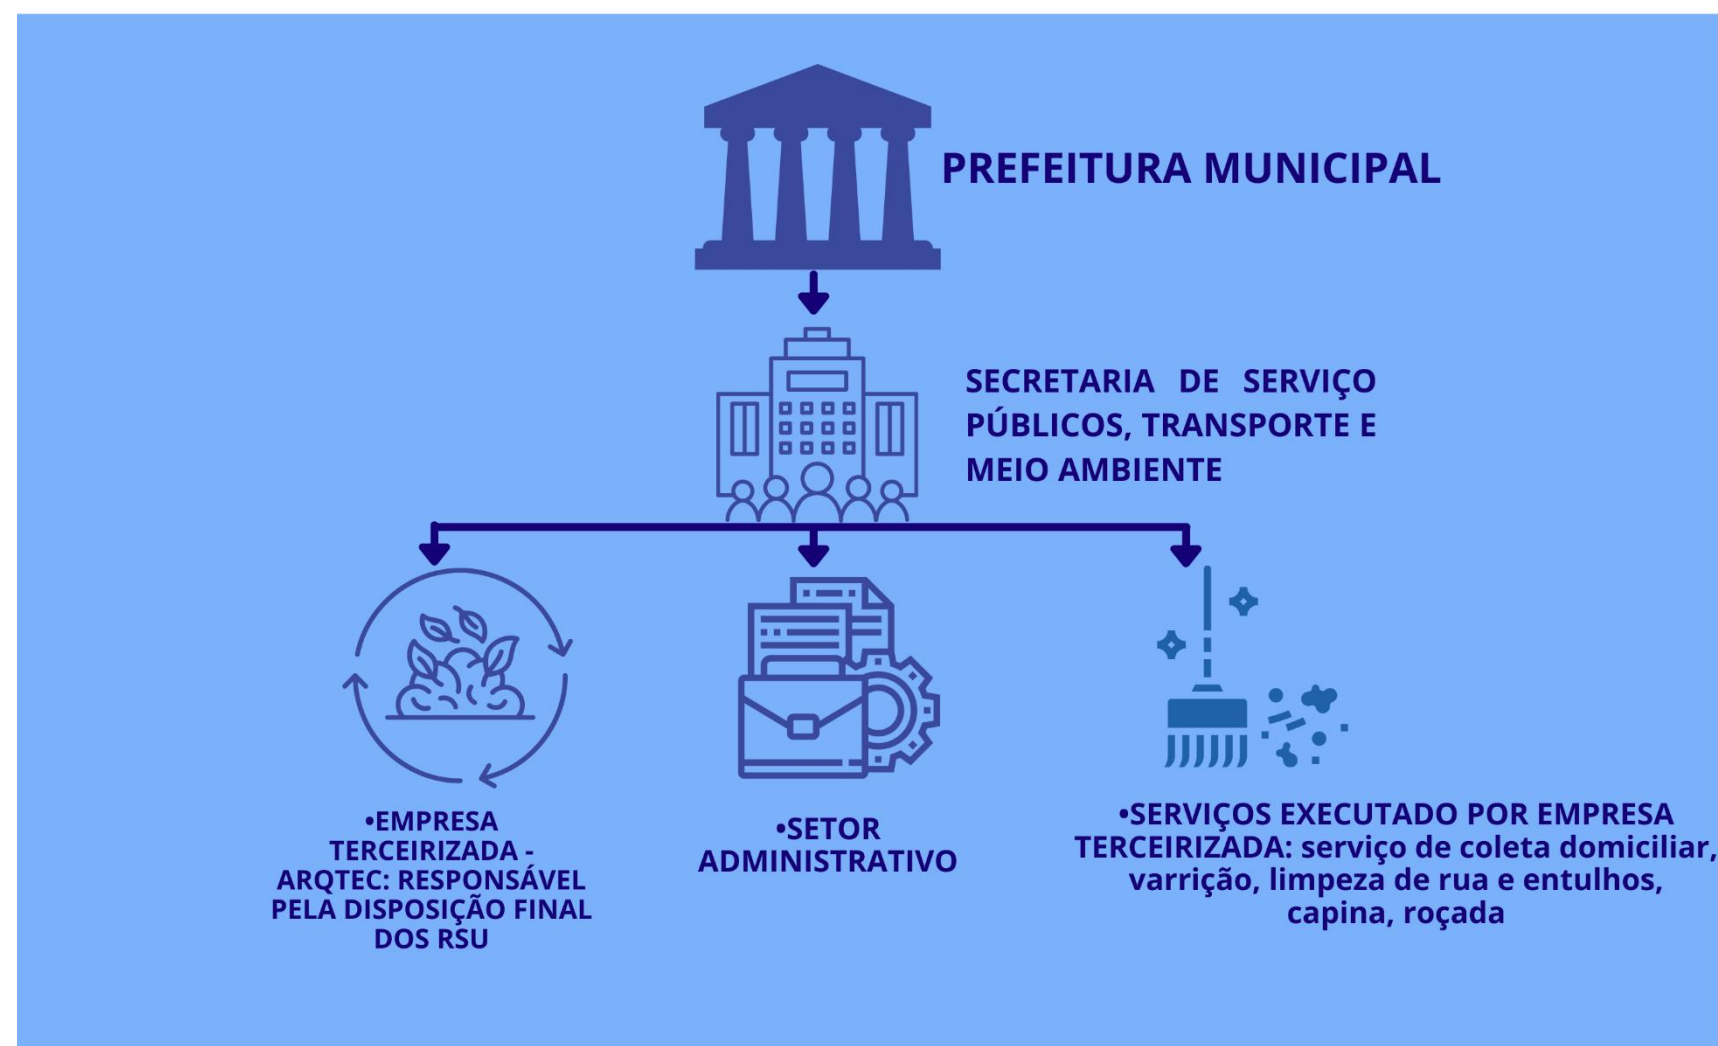 PREFEITURA MUNICIPAL
SECRETARIA DE SERVIÇO
PÚBLICOS, TRANSPORTE E
MEIO AMBIENTE
•EMPRESA
TERCEIRIZADA -
ARQTEC: RESPONSÁVEL
PELA DISPOSIÇÃO FINAL
DOS RSU
•SETOR
ADMINISTRATIVO
•SERVIÇOS EXECUTADO POR EMPRESA
TERCEIRIZADA: serviço de coleta domiciliar,
varrição, limpeza de rua e entulhos,
capina, roçada